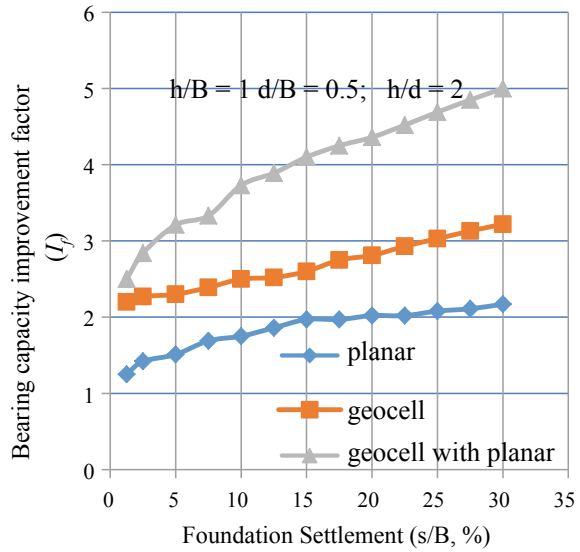 Bearing capacity improvement factor
(If)
6
5
4
3
2
1
0
h/B = 1 d/B = 0.5; h/d = 2
planar
geocell
geocell with planar
0 5 10 15 20 25 30 35
Foundation Settlement (s/B, %)